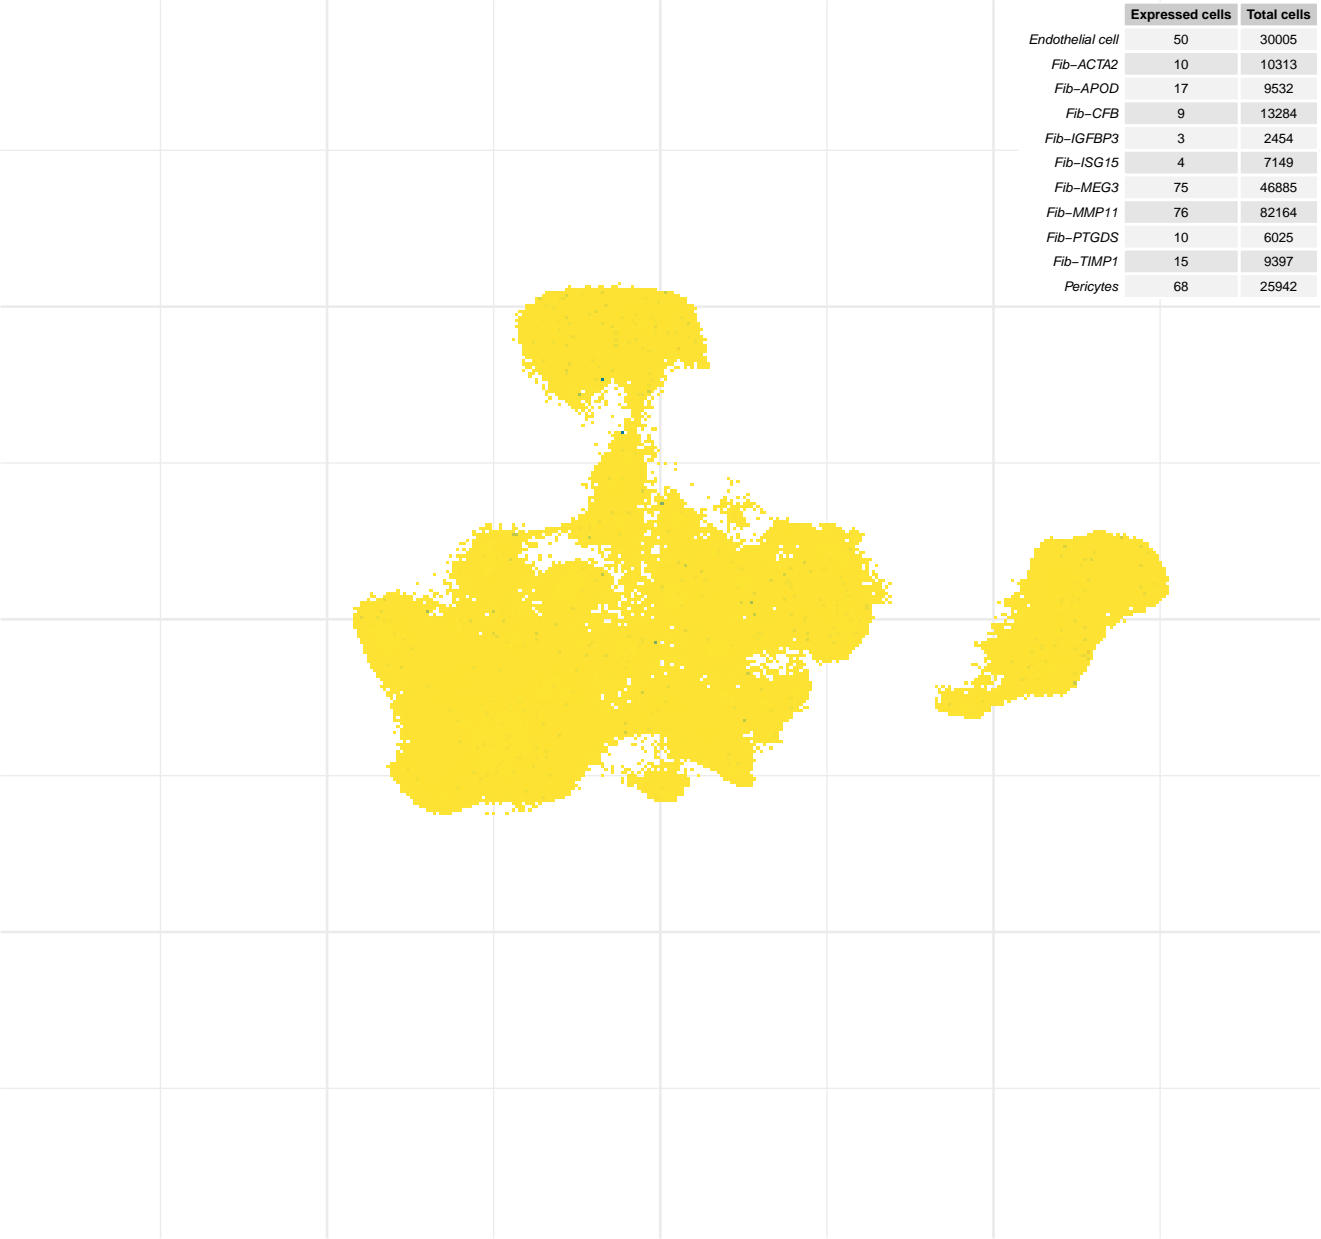 Expressed cells Total cells
Endothelial cell 50 30005
Fib−ACTA2 10 10313
Fib−APOD 17 9532
Fib−CFB 9 13284
Fib−IGFBP3 3 2454
Fib−ISG15 4 7149
Fib−MEG3 75 46885
Fib−MMP11 76 82164
Fib−PTGDS 10 6025
Fib−TIMP1 15 9397
Pericytes 68 25942